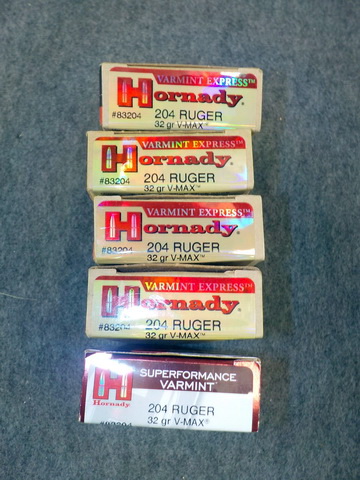 VARMINT EXPRESS™
Hornady®
#83204
204 RUGER
32 gr V-MAX™
VARMINT EXPRESS™
Hornady®
#83204
204 RUGER
32 gr V-MAX™
VARMINT EXPRESS™
Hornady®
#83204
204 RUGER
32 gr V-MAX™
VARMINT EXPRESS™
Hornady®
#83204
204 RUGER
32 gr V-MAX™
SUPERFORMANCE
VARMINT
H
Hornady®
204 RUGER
#83204
32 gr V-MAX®